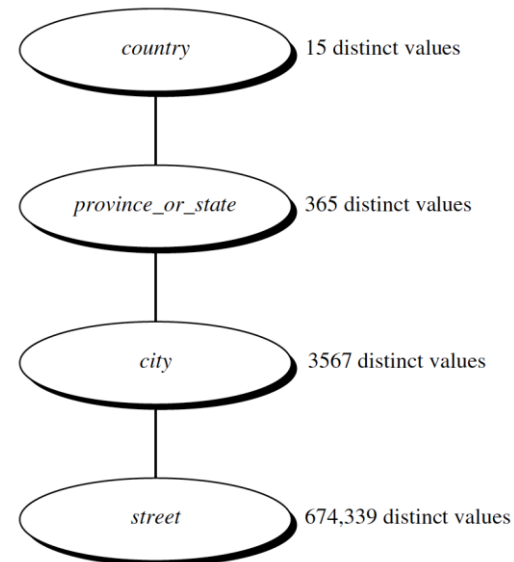 country 15 distinct values
province_or_state 365 distinct values
city 3567 distinct values
street 674,339 distinct values